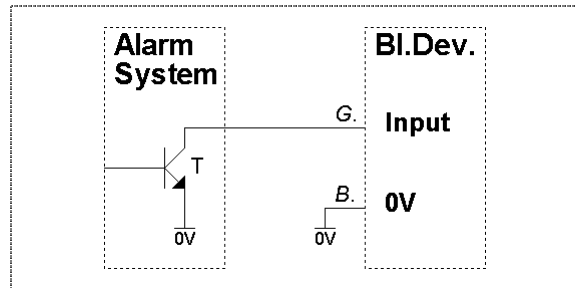 Alarm
System
Bl.Dev.
G.
Input
T
B.
0V
0V
0V